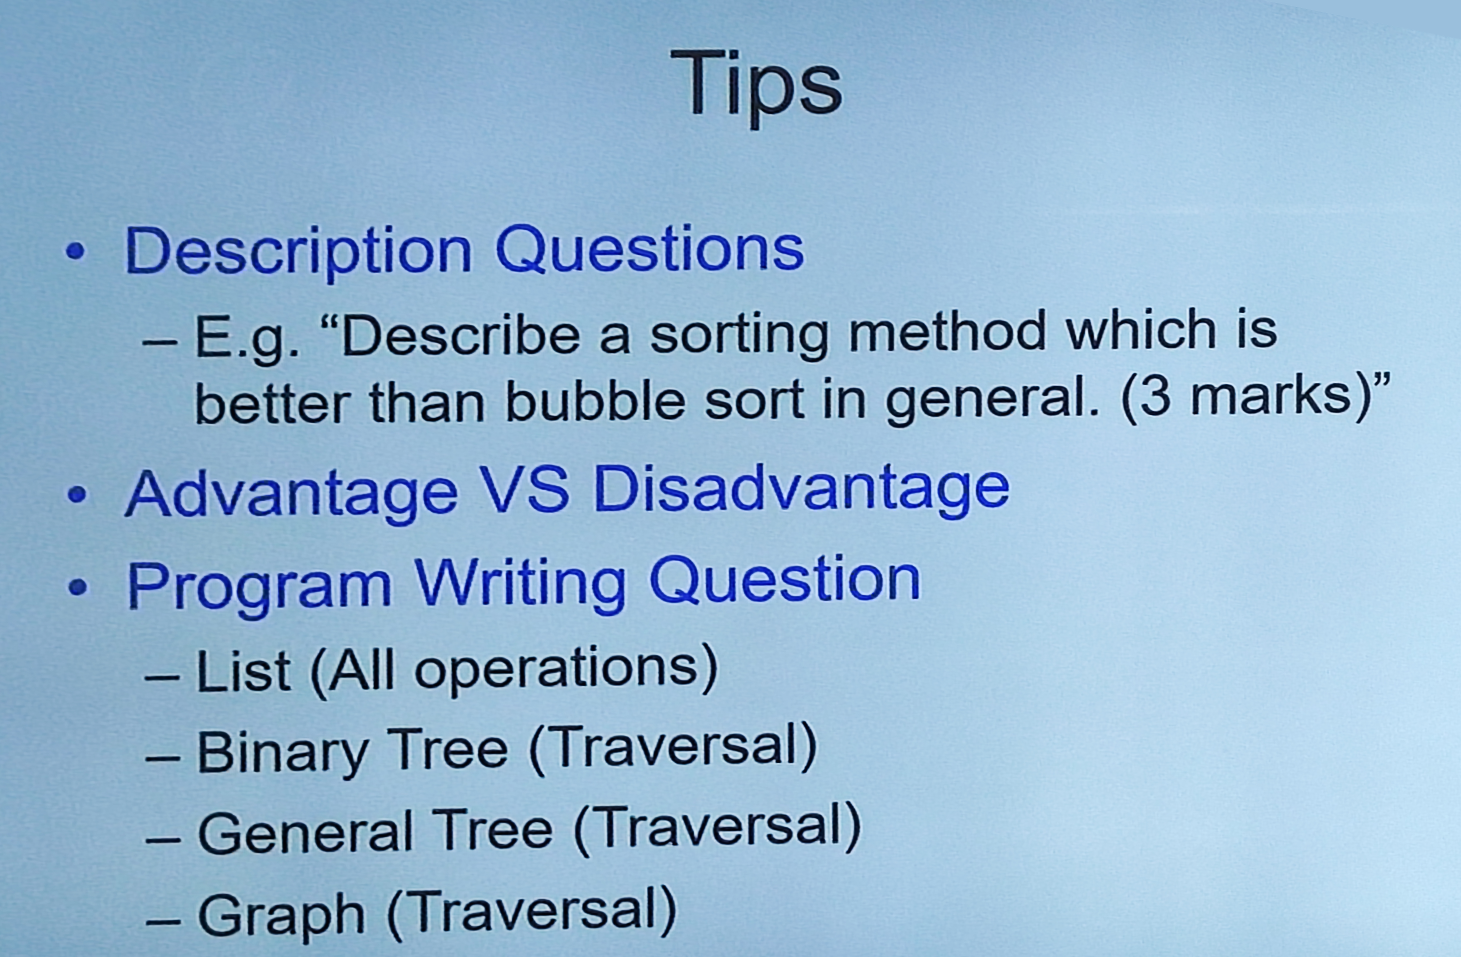 Tips
• Description Questions
– E.g. “Describe a sorting method which is
better than bubble sort in general. (3 marks)”
• Advantage VS Disadvantage
• Program Writing Question
– List (All operations)
– Binary Tree (Traversal)
– General Tree (Traversal)
– Graph (Traversal)